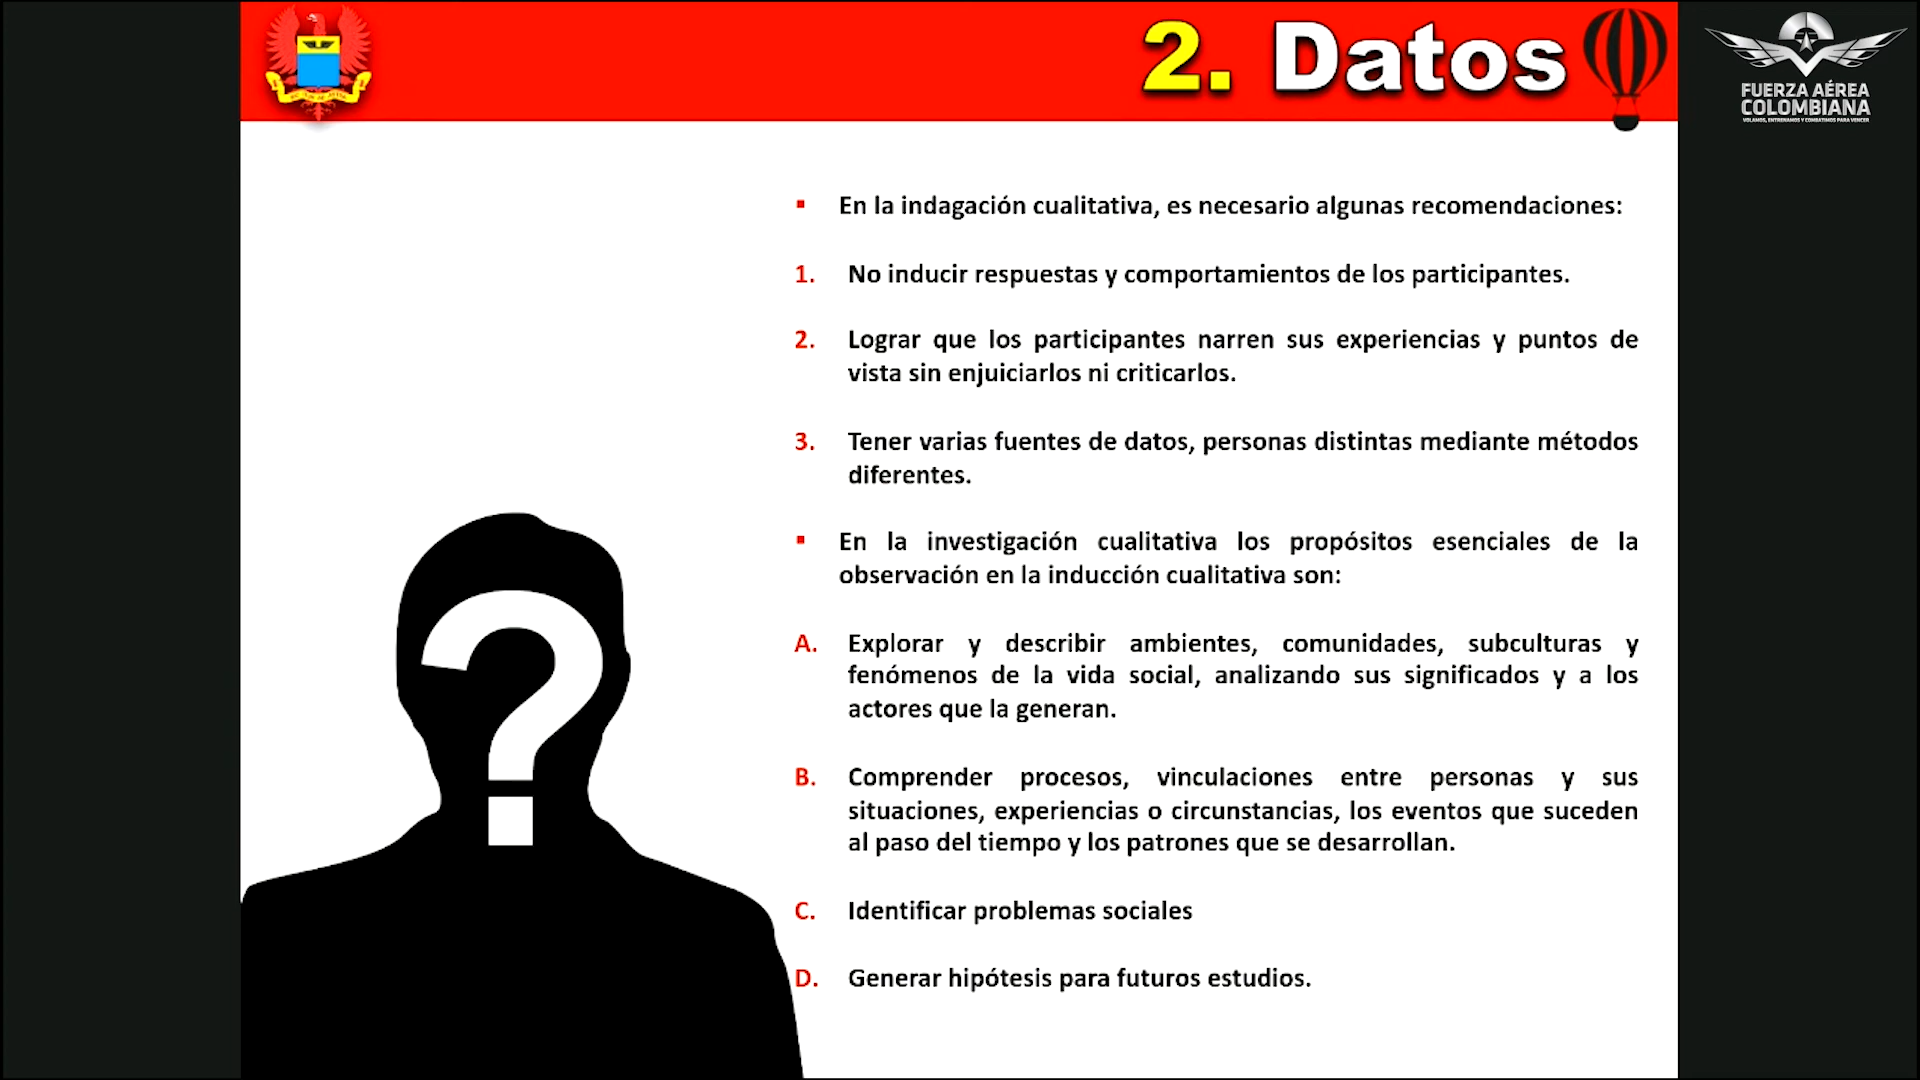 2. Datos
FUERZA AÉREA
COLOMBIANA
VOLAMOS, ENTRENAMOS Y COMBATIMOS PARA VENCER
▪ En la indagación cualitativa, es necesario algunas recomendaciones:
1. No inducir respuestas y comportamientos de los participantes.
2. Lograr que los participantes narren sus experiencias y puntos de
vista sin enjuiciarlos ni criticarlos.
3. Tener varias fuentes de datos, personas distintas mediante métodos
diferentes.
▪ En la investigación cualitativa los propósitos esenciales de la
observación en la inducción cualitativa son:
A. Explorar y describir ambientes, comunidades, subculturas y
fenómenos de la vida social, analizando sus significados y a los
actores que la generan.
B. Comprender procesos, vinculaciones entre personas y sus
situaciones, experiencias o circunstancias, los eventos que suceden
al paso del tiempo y los patrones que se desarrollan.
C. Identificar problemas sociales
D. Generar hipótesis para futuros estudios.
?